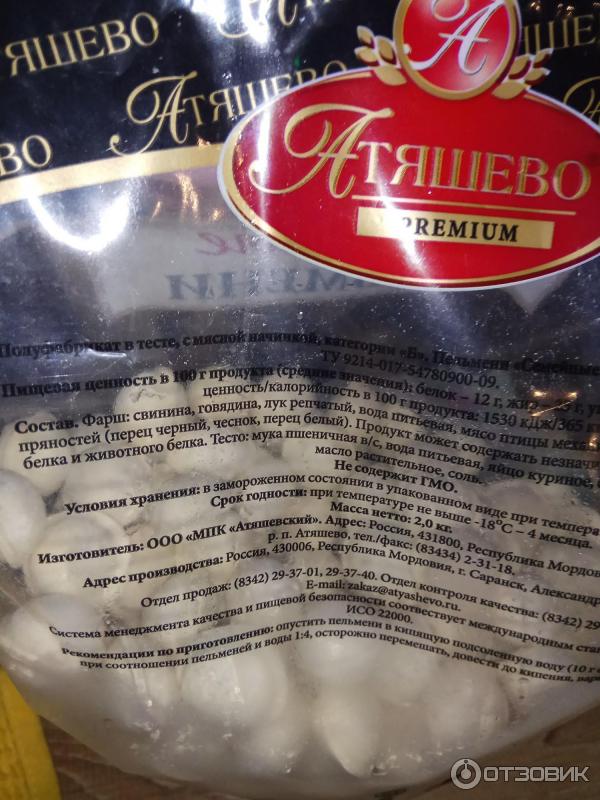 ЯШЕВО
Атяшево
АТЯШЕВО
PREMIUM
Полуфабрикат в тесте, с мясной начинкой, категории «Б», Пельмени «Семейные
ТУ 9214-017-54780900-09.
Пищевая ценность в 100 г продукта (средние значения); белок – 12 г, жир –
ценность/калорийность в 100 г продукта: 1530 кДж/365
Состав. Фарш: свинина, говядина, лук репчатый, вода питьевая, мясо птицы
пряностей (перец черный, чеснок, перец белый). Продукт может содержать
белка и животного белка. Тесто: мука пшеничная в/с, вода питьевая, яйцо куриное,
масло растительное, соль.
Не содержит ГМО.
Условия хранения: в замороженном состоянии в упакованном виде при
Срок годности: при температуре не выше -18°С – 4 месяца.
Масса нетто: 2,0 кг.
Изготовитель: ООО «МПК «Атяшевский». Адрес: Россия, 431800, Республика
р. п. Атяшево, тел./факс: (83434) 2-31-18.
Адрес производства: Россия, 430006, Республика Мордовия, г. Саранск,
Отдел продаж: (8342) 29-37-01, 29-37-40. Отдел контроля качества: (8342)
E-mail: zakaz@atyashevo.ru.
Система менеджмента качества и пищевой безопасности соотвествует международным
ИСО 22000.
Рекомендации по приготовлению: опустить пельмени в кипящую подсоленную воду (10 г
при соотношении пельменей и воды 1:4, осторожно перемешать, довести до кипения,
ОТЗОВИК